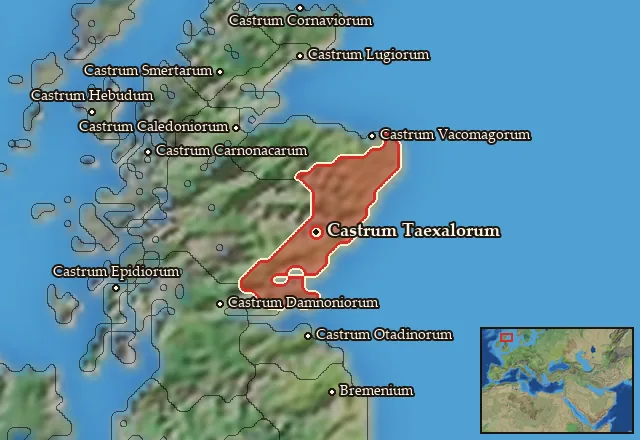 Castrum Cornaviorum
Castrum Lugiorum
Castrum Smertarum
Castrum Hebudum
Castrum Caledoniorum
Castrum Vacomagorum
Castrum Carnonacarum
Castrum Taexalorum
Castrum Epidiorum
Castrum Damnoniorum
Castrum Otadinorum
Bremenium